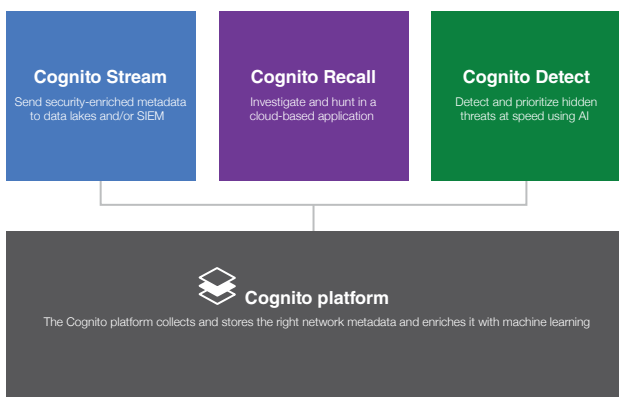 Cognito Stream
Send security-enriched metadata
to data lakes and/or SIEM
Cognito Recall
Investigate and hunt in a
cloud-based application
Cognito Detect
Detect and prioritize hidden
threats at speed using AI
Cognito platform
The Cognito platform collects and stores the right network metadata and enriches it with machine learning